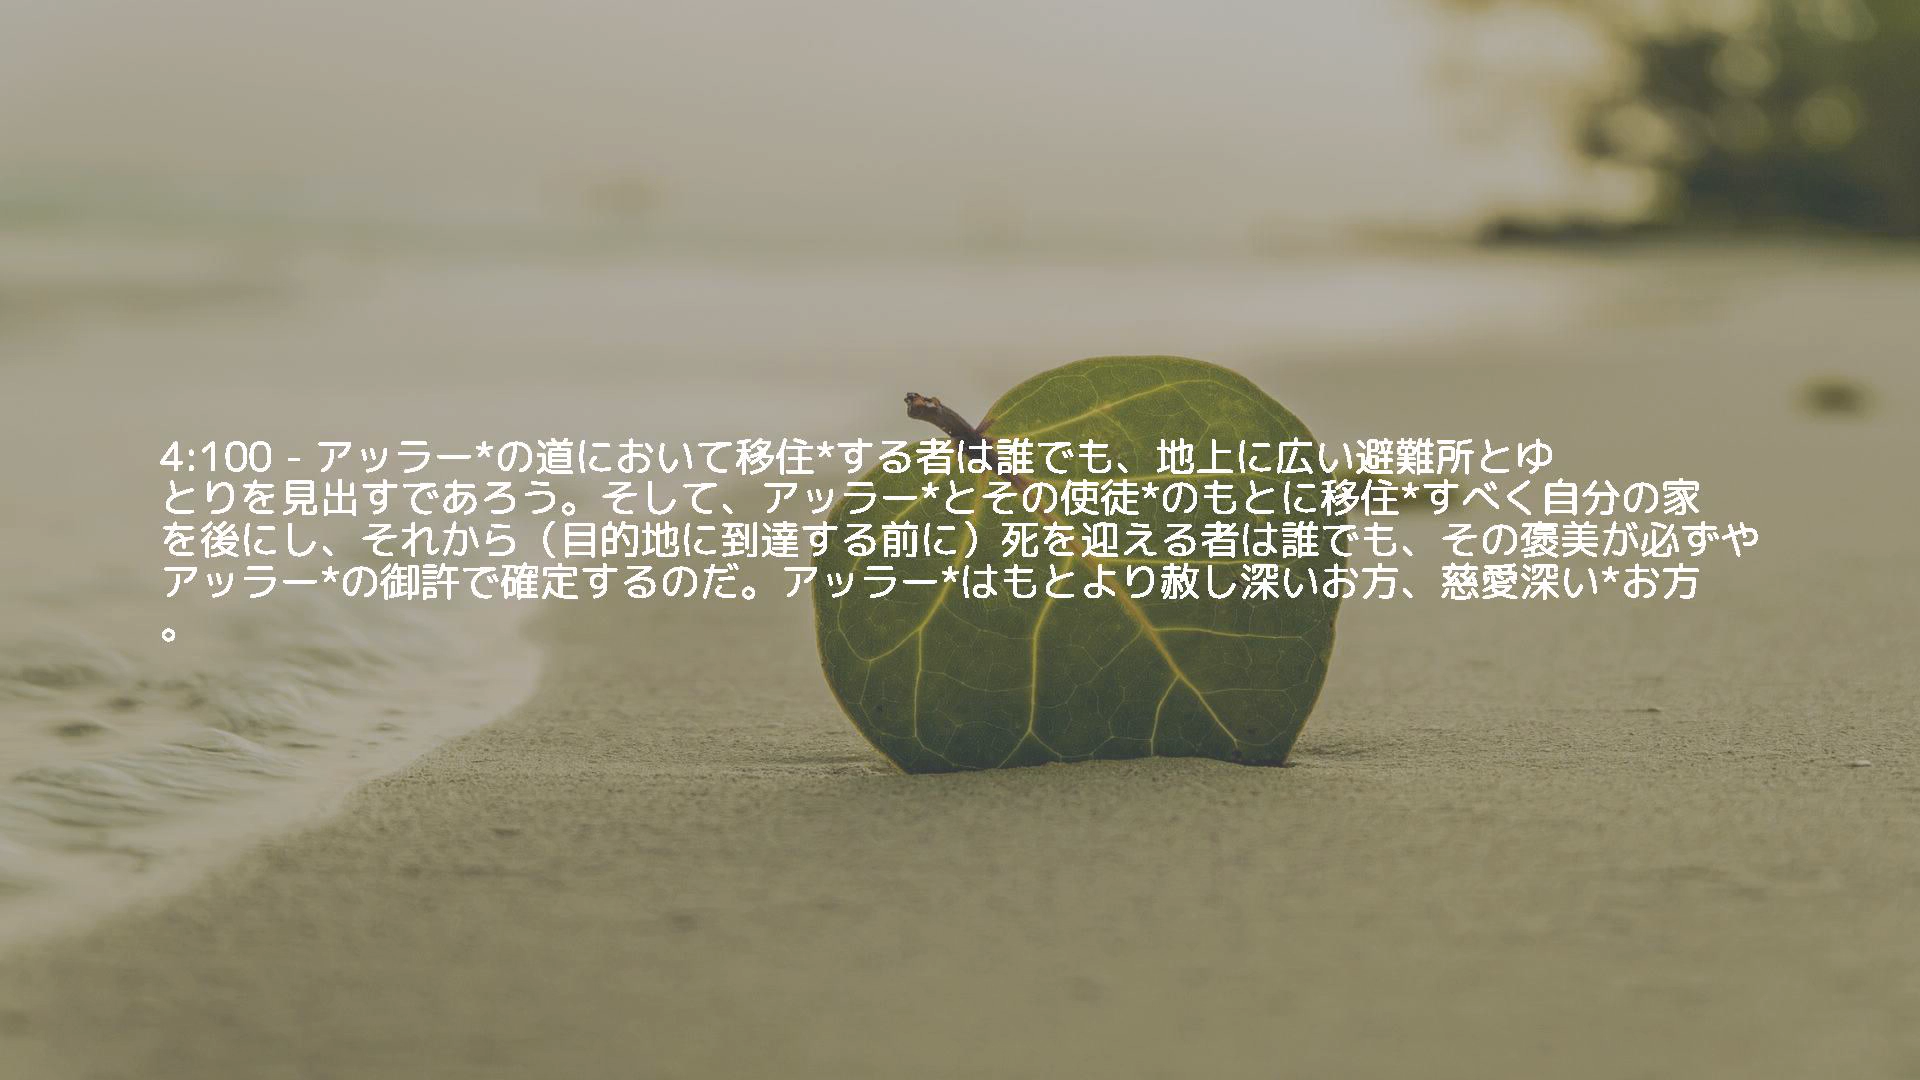 4:100 - アッラー*の道において移住*する者は誰でも、地上に広い避難所とゆ
とりを見出すであろう。そして、アッラー*とその使徒*のもとに移住*すべく自分の家
を後にし、それから（目的地に到達する前に）死を迎える者は誰でも、その褒美が必ずや
アッラー*の御許で確定するのだ。アッラー*はもとより赦し深いお方、慈愛深い*お方
。